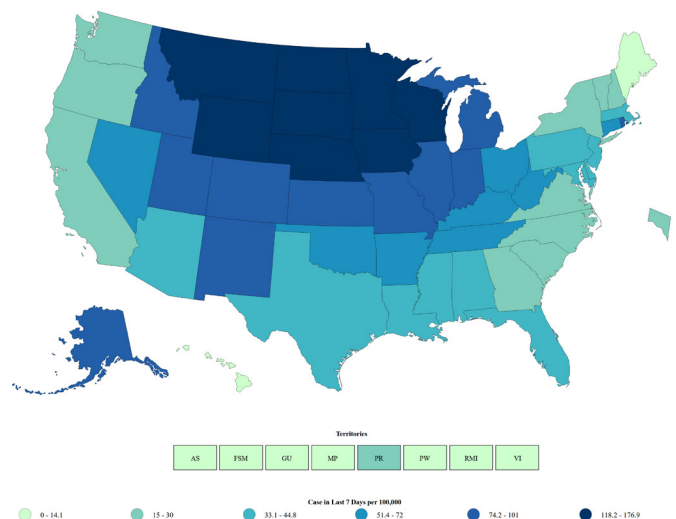 Territories
AS FSM GU MP PR PW RMI VI
Case in Last 7 Days per 100,000
0 - 14.1 15 - 30 33.1 - 44.8 51.4 - 72 74.2 - 101 118.2 - 176.9